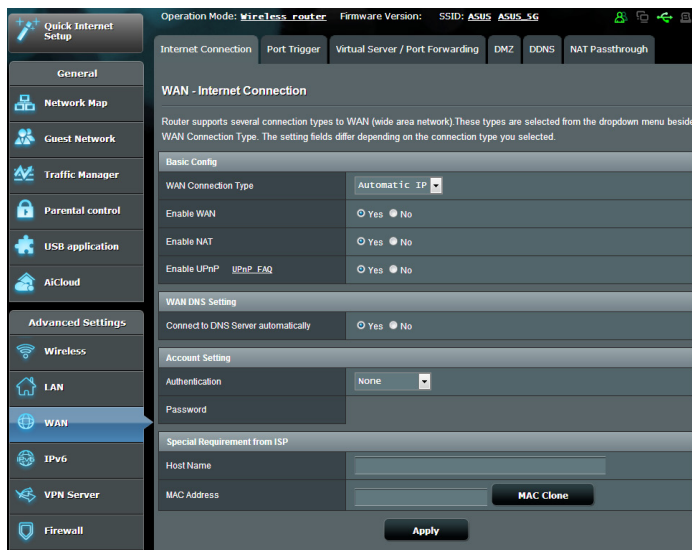 Quick Internet
Setup
General
Network Map
Guest Network
Traffic Manager
Parental control
USB application
AiCloud
Advanced Settings
Wireless
LAN
WAN
IPv6
VPN Server
Firewall
Operation Mode: Wireless router Firmware Version: SSID: ASUS ASUS_5G
Internet Connection Port Trigger Virtual Server / Port Forwarding DMZ DDNS NAT Passthrough
WAN - Internet Connection
Router supports several connection types to WAN (wide area network).These types are selected from the dropdown menu beside
WAN Connection Type. The setting fields differ depending on the connection type you selected.
Basic Config
WAN Connection Type Automatic IP
Enable WAN Yes No
Enable NAT Yes No
Enable UPnP UPnP FAQ Yes No
WAN DNS Setting
Connect to DNS Server automatically Yes No
Account Setting
Authentication None
Password
Special Requirement from ISP
Host Name
MAC Address MAC Clone
Apply